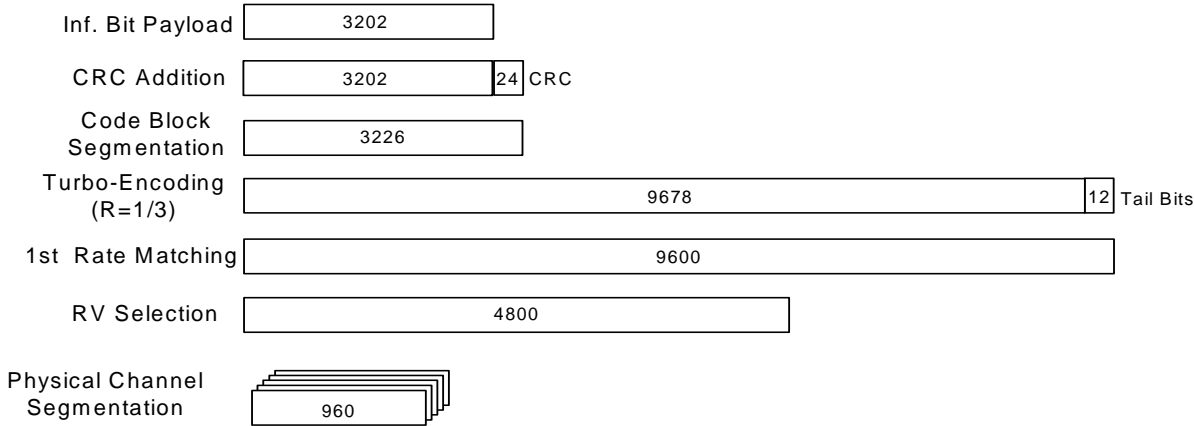 Inf. Bit Payload 3202
CRC Addition 3202 24 CRC
Code Block
Segmentation 3226
Turbo-Encoding
(R=1/3) 9678 12 Tail Bits
1st Rate Matching 9600
RV Selection 4800
Physical Channel
Segmentation 960